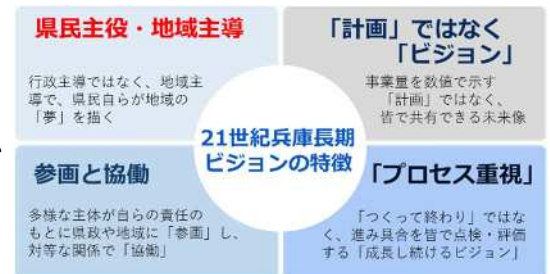 県民主役・地域主導
行政主導ではなく、地域主
導で、県民自らが地域の
「夢」を描く
「計画」ではなく
「ビジョン」
事業量を数値で示す
「計画」ではなく、
皆で共有できる未来像
21世紀兵庫長期
ビジョンの特徴
参画と協働
多様な主体が自らの責任の
もとに県政や地域に「参画」し、
対等な関係で「協働」
「プロセス重視」
「つくって終わり」ではな
く、進み具合を皆で点検・評価
する「成長し続けるビジョン」